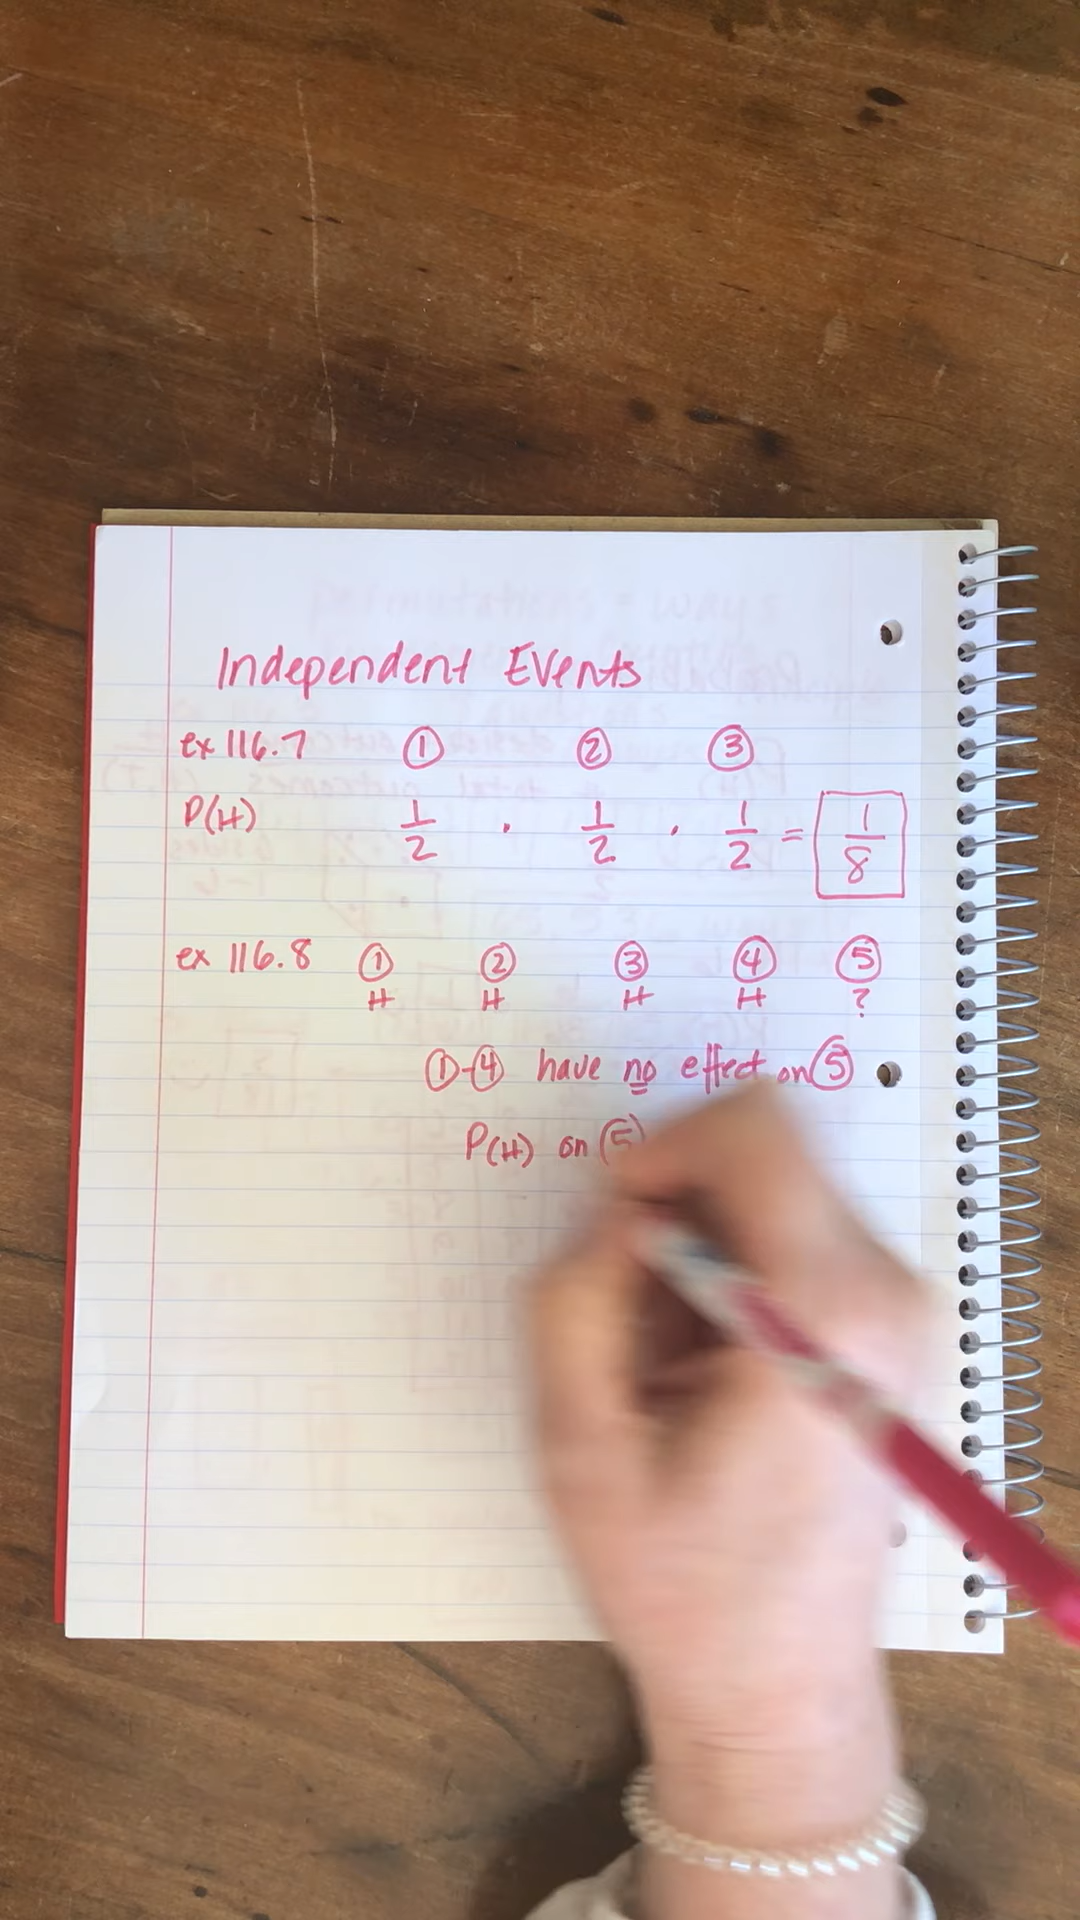 Independent Events
ex 116.7 ① ② ③
P(H) 1/2 · 1/2 · 1/2 = 1/8
ex 116.8 ① ② ③ ④ ⑤
H H H H ?
①-④ have no effect on ⑤
P(H) on ⑤